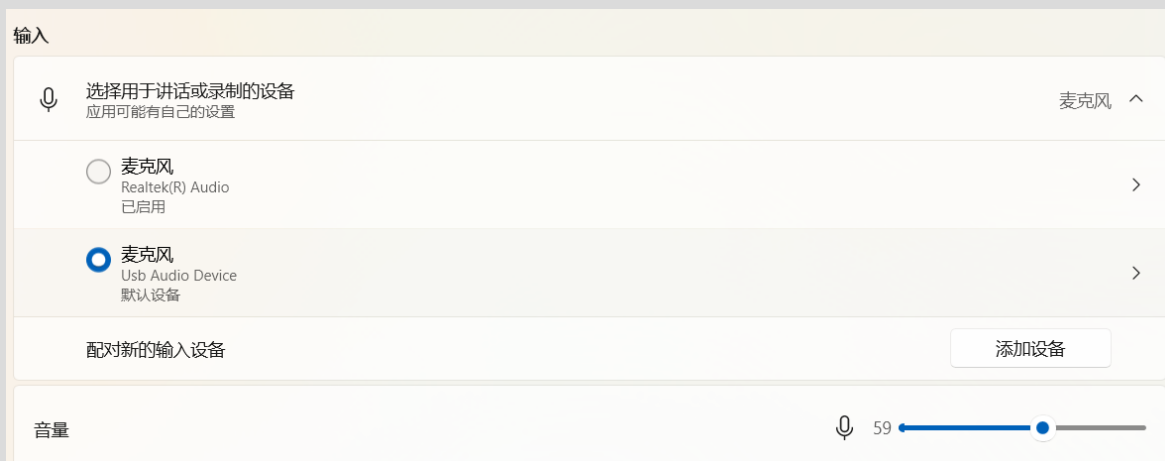 输入
选择用于讲话或录制的设备
应用可能有自己的设置
麦克风
麦克风
Realtek(R) Audio
已启用
麦克风
Usb Audio Device
默认设备
配对新的输入设备
添加设备
音量
59